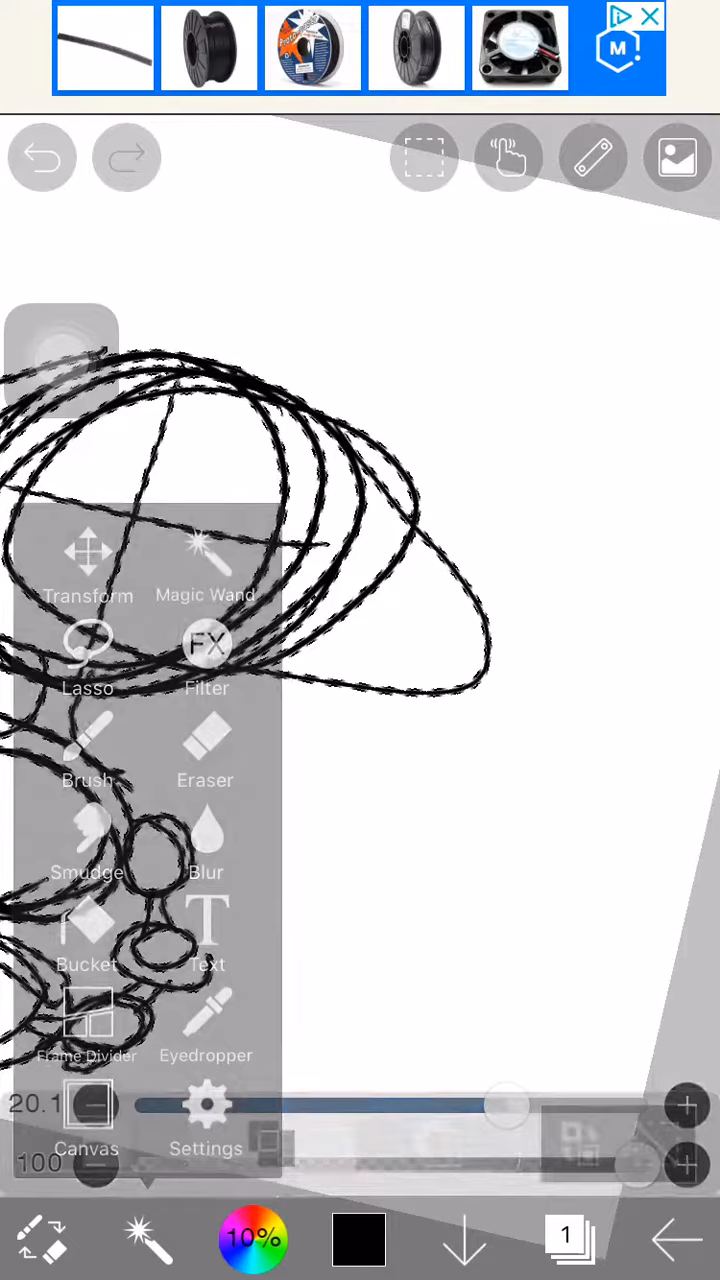 M
Transform Magic Wand
Lasso FX Filter
Brush Eraser
Smudge Blur
Bucket T Text
Frame Divider Eyedropper
20.1
Canvas Settings
100
10% 1